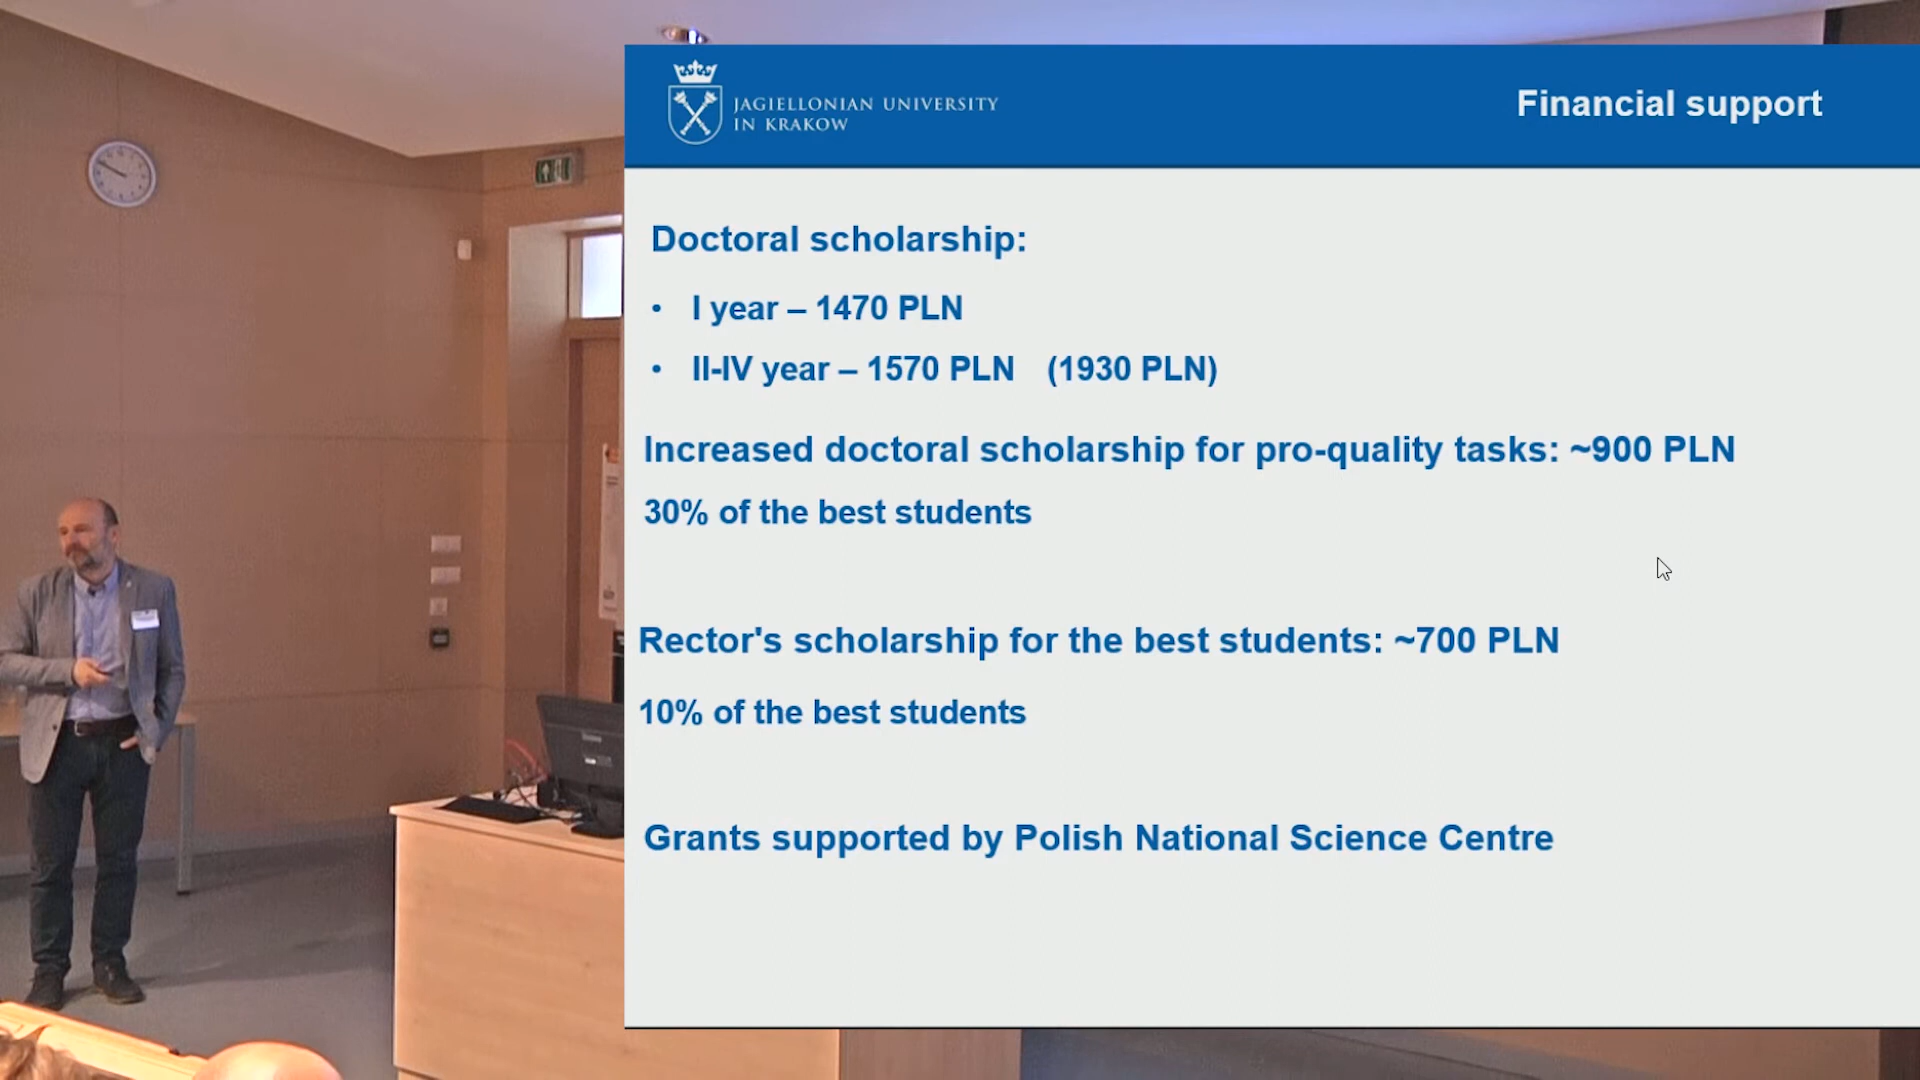 JAGIELLONIAN UNIVERSITY
IN KRAKOW
Financial support
Doctoral scholarship:
• I year – 1470 PLN
• II-IV year – 1570 PLN (1930 PLN)
Increased doctoral scholarship for pro-quality tasks: ~900 PLN
30% of the best students
Rector's scholarship for the best students: ~700 PLN
10% of the best students
Grants supported by Polish National Science Centre